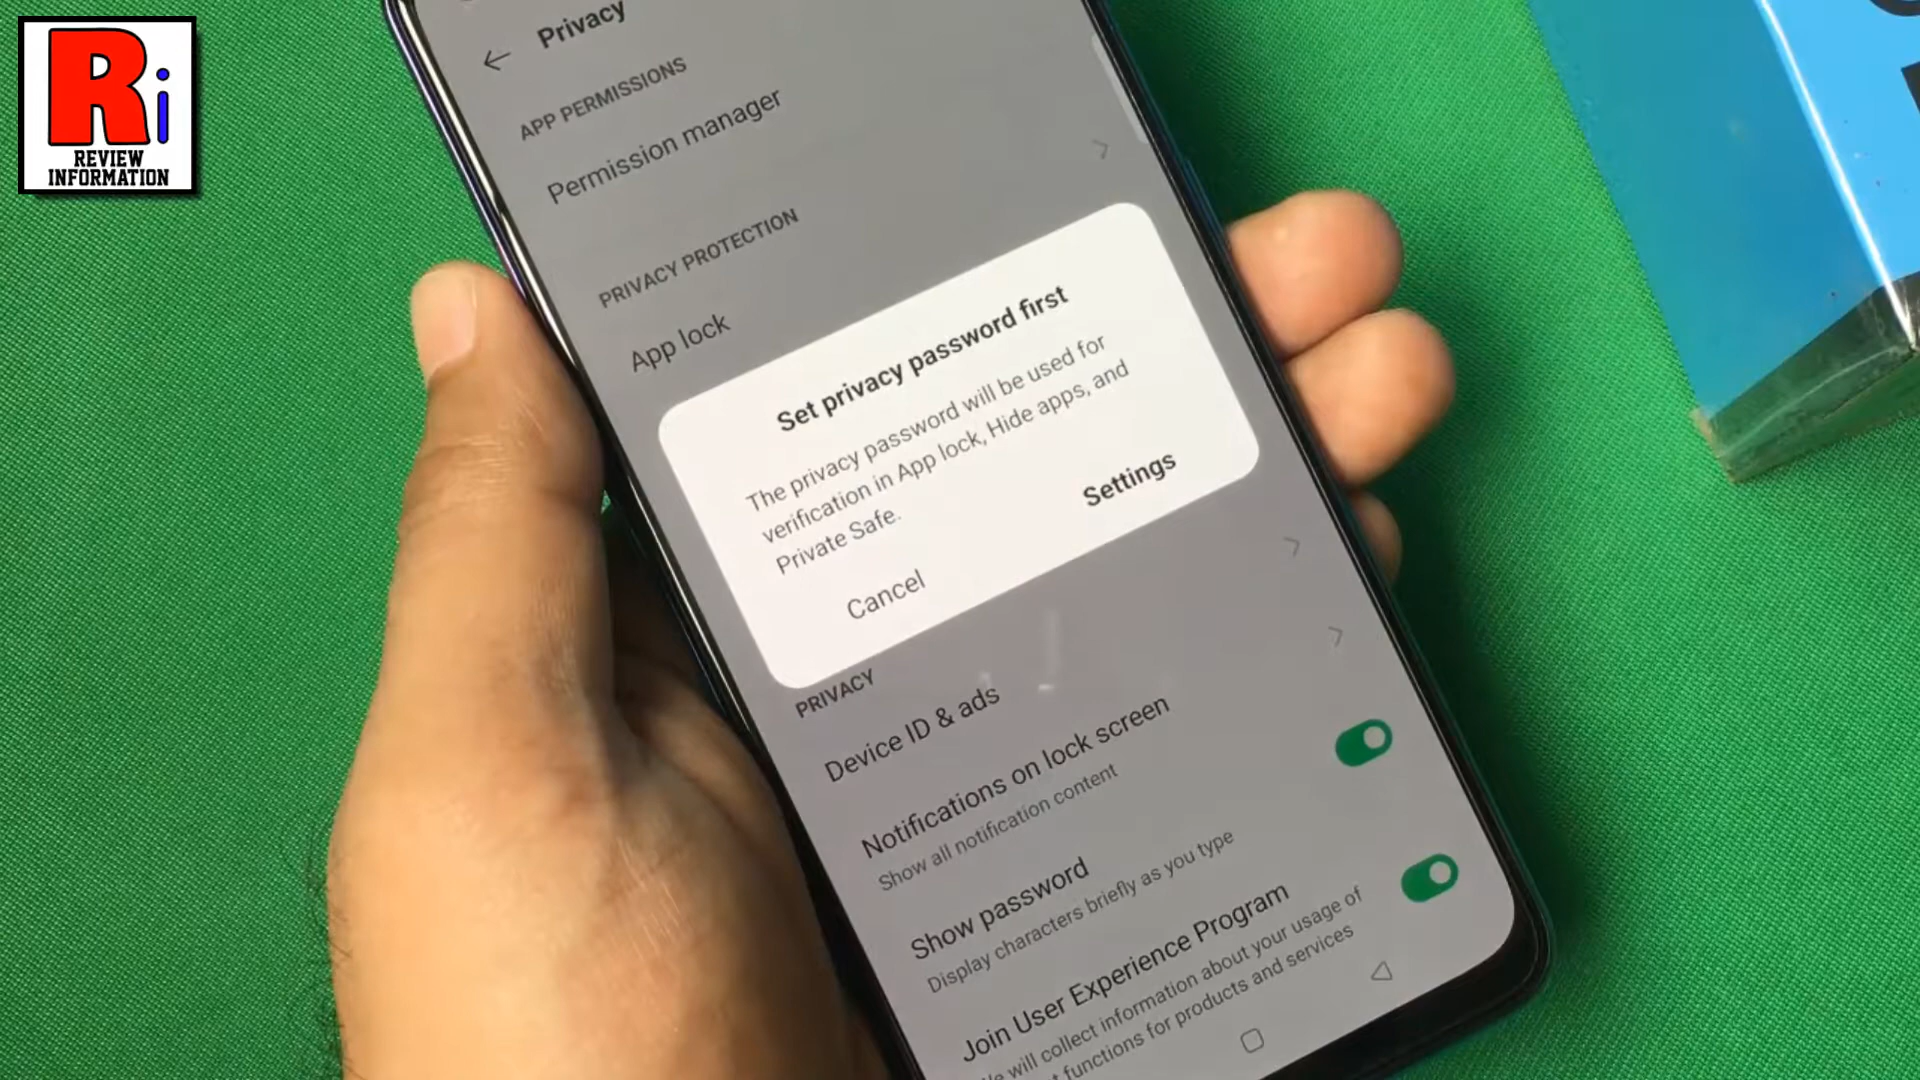 Ri
REVIEW
INFORMATION
Privacy
APP PERMISSIONS
Permission manager
PRIVACY PROTECTION
App lock
Set privacy password first
The privacy password will be used for
verification in App lock, Hide apps, and
Private Safe.
Cancel
Settings
PRIVACY
Device ID & ads
Notifications on lock screen
Show all notification content
Show password
Display characters briefly as you type
Join User Experience Program
will collect information about your usage of
functions for products and services